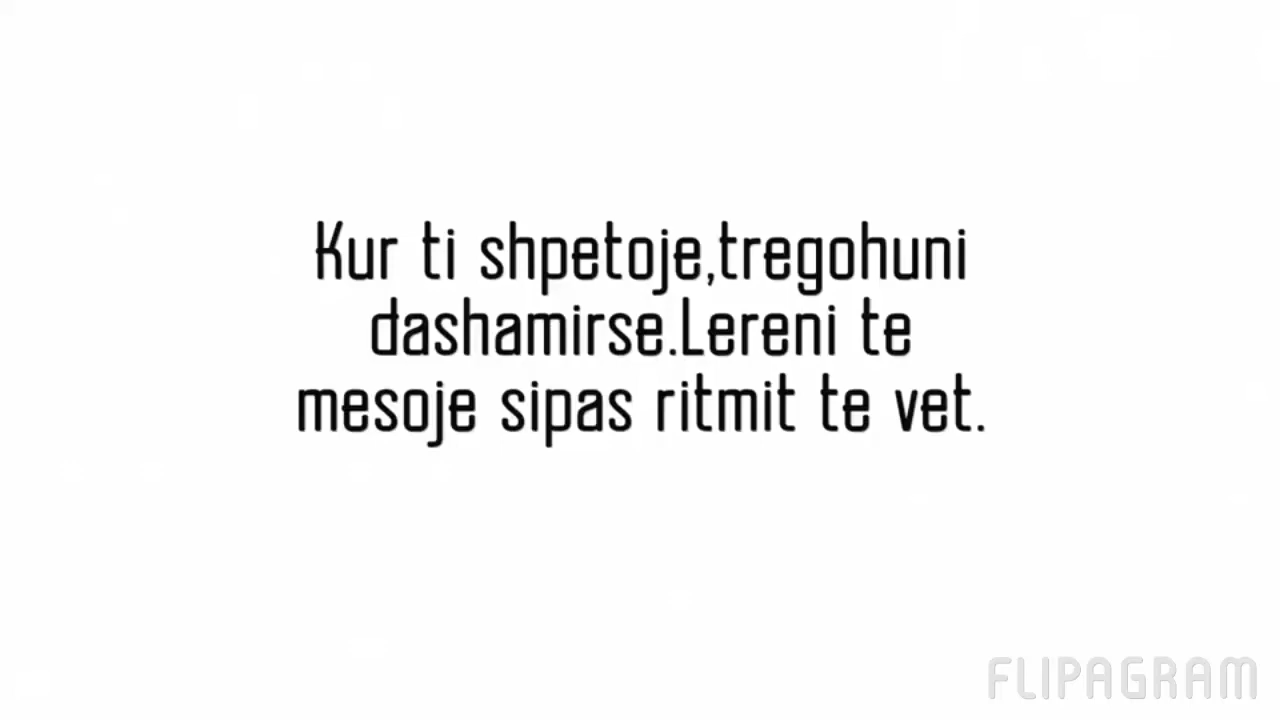 Kur ti shpetoje,tregohuni
dashamirse.Lereni te
mesoje sipas ritmit te vet.
FLIPAGRAM